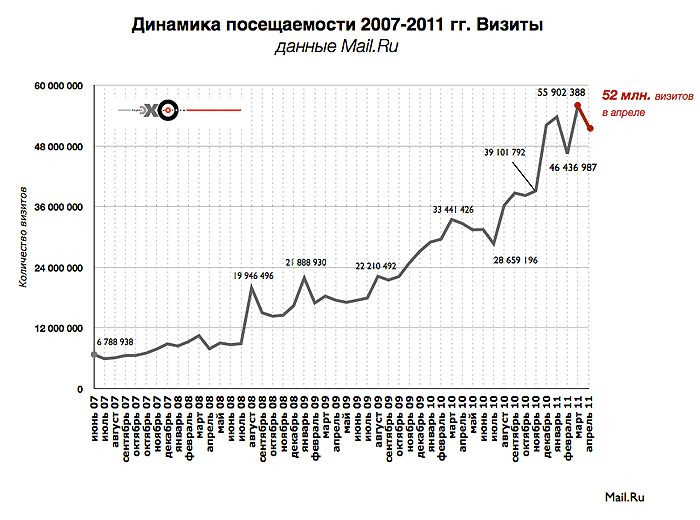 Динамика посещаемости 2007-2011 гг. Визиты
данные Mail.Ru
60 000 000
48 000 000
36 000 000
24 000 000
12 000 000
0
Количество визитов
6 788 938
19 946 496
21 888 930
22 210 492
33 441 426
28 659 196
39 101 792
55 902 388
46 436 987
52 млн. визитов
в апреле
июнь 07
июль 07
август 07
сентябрь 07
октябрь 07
октябрь 07
ноябрь 07
декабрь 07
январь 08
февраль 08
март 08
апрель 08
май 08
июнь 08
июль 08
август 08
сентябрь 08
октябрь 08
ноябрь 08
декабрь 08
январь 09
февраль 09
март 09
апрель 09
май 09
июнь 09
июль 09
август 09
сентябрь 09
октябрь 09
ноябрь 09
декабрь 09
январь 10
февраль 10
март 10
апрель 10
май 10
июнь 10
июль 10
август 10
сентябрь 10
октябрь 10
ноябрь 10
декабрь 10
январь 11
февраль 11
март 11
апрель 11
Mail.Ru